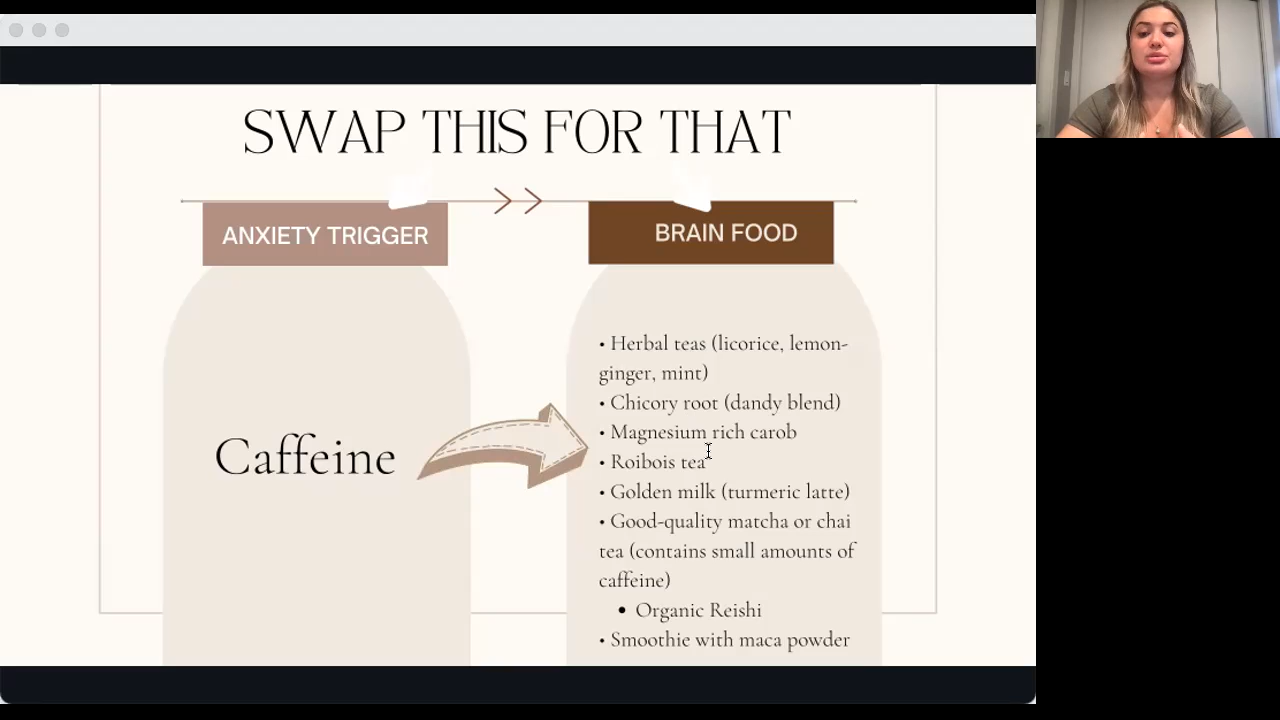 SWAP THIS FOR THAT
ANXIETY TRIGGER
BRAIN FOOD
Caffeine
• Herbal teas (licorice, lemon-
ginger, mint)
• Chicory root (dandy blend)
• Magnesium rich carob
• Roibois tea
• Golden milk (turmeric latte)
• Good-quality matcha or chai
tea (contains small amounts of
caffeine)
• Organic Reishi
• Smoothie with maca powder